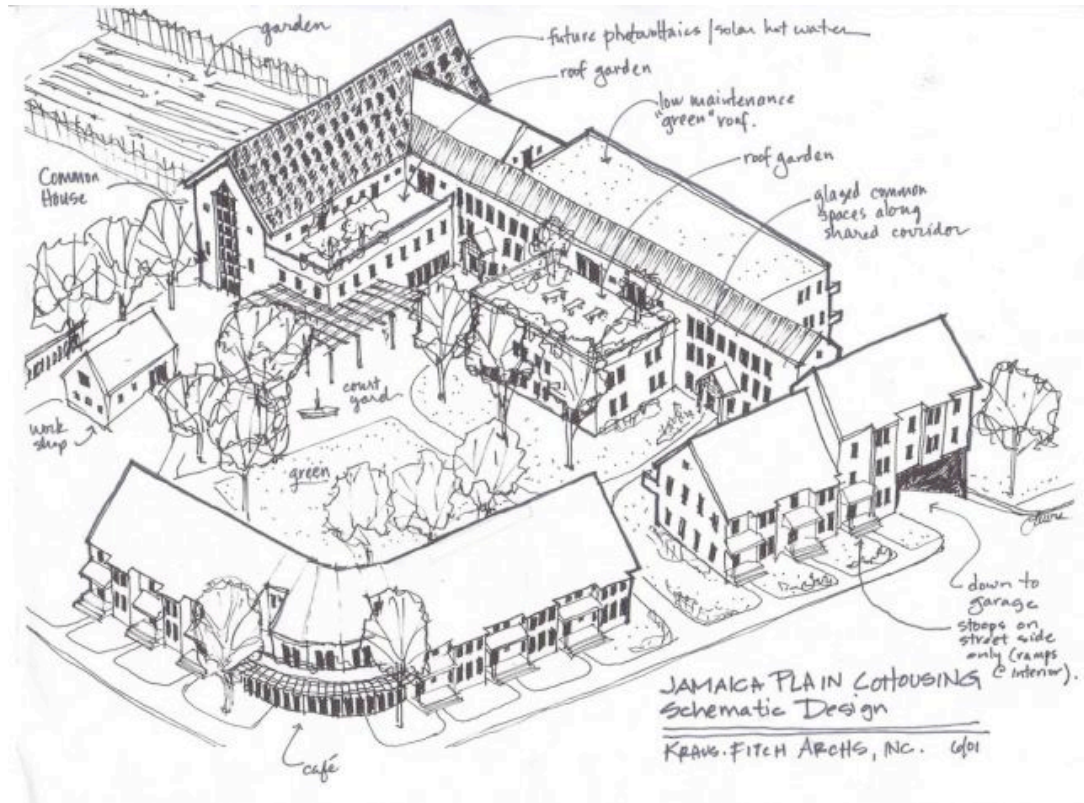 garden
future photovoltaics / solar hot water
roof garden
low maintenance
"green" roof.
roof garden
glazed common
spaces along
shared corridor
Common
House
court
yard
work
shop
green
down to
garage
stoops on
street side
only (ramps
@ interior).
café
JAMAICA PLAIN COHOUSING
Schematic Design
KRAUS-FITCH ARCHS, INC. 6/01